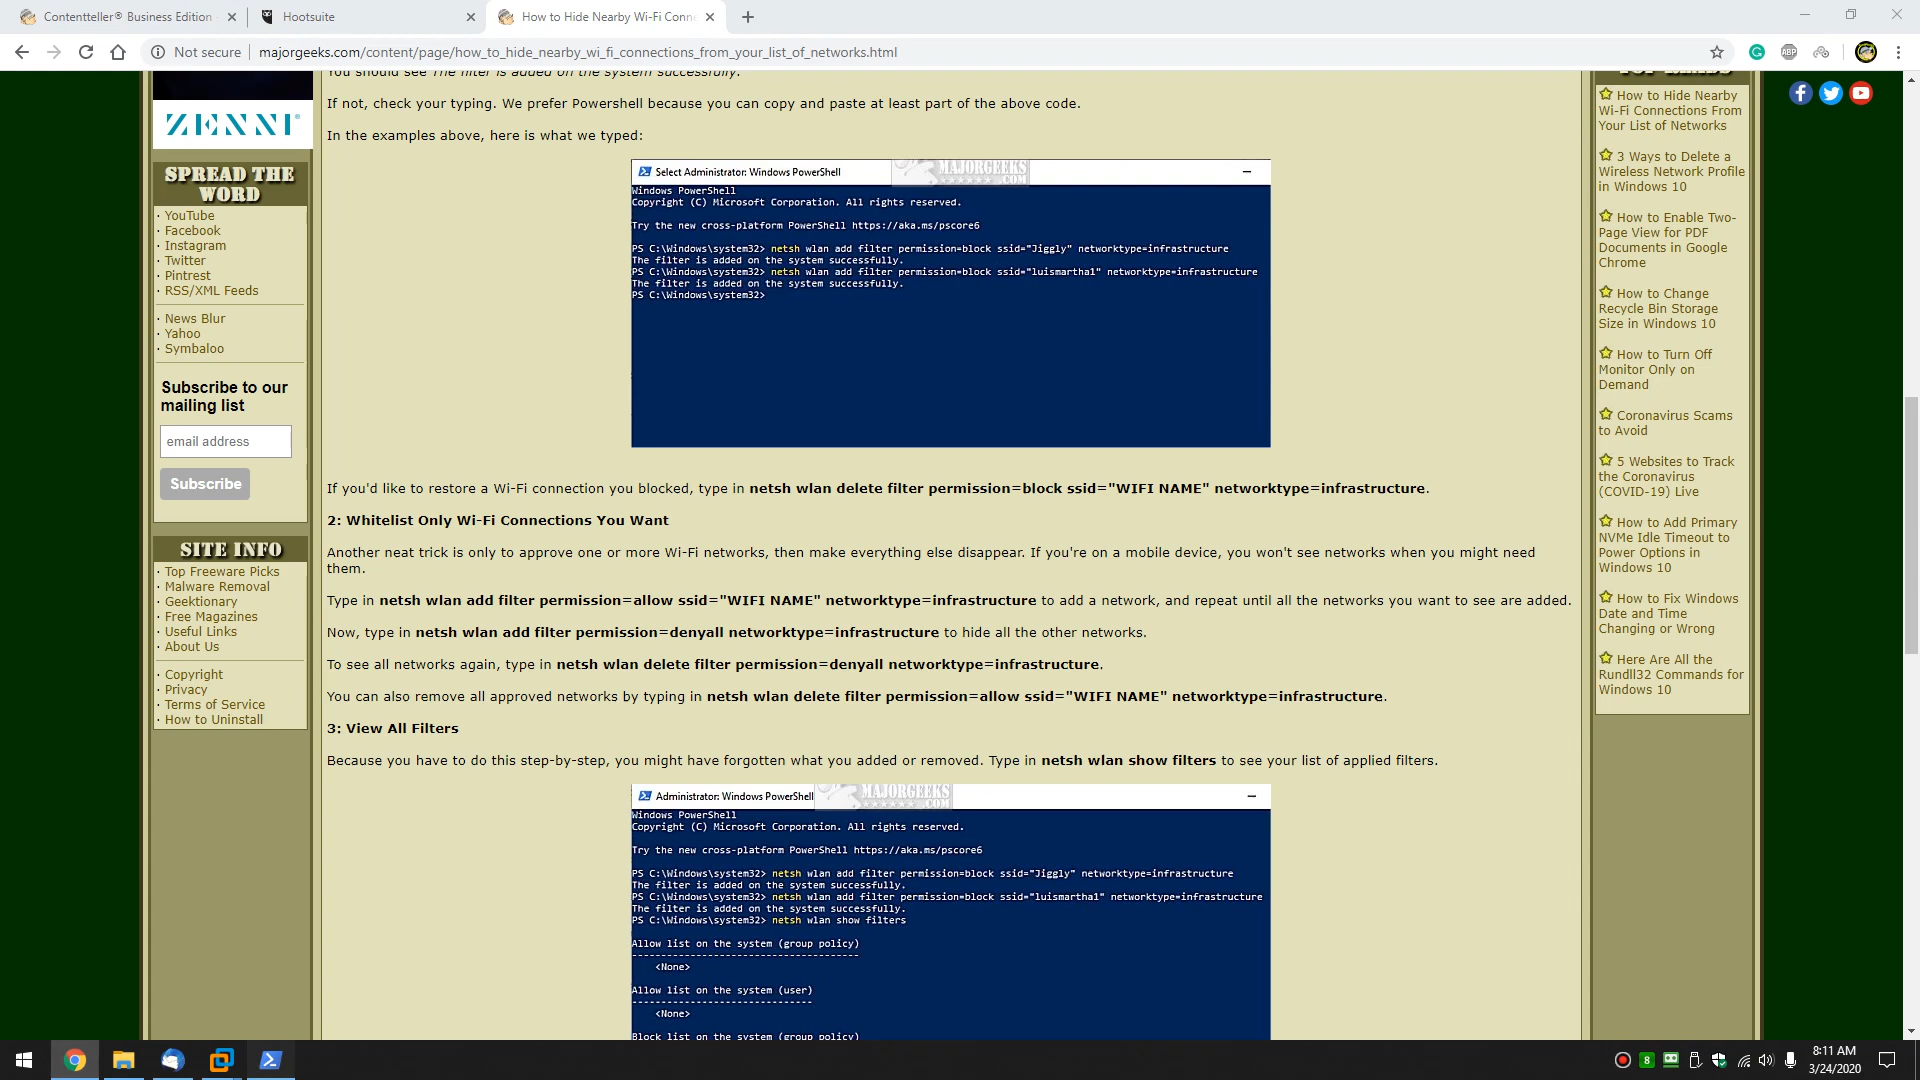 Contentteller® Business Edition
Hootsuite
How to Hide Nearby Wi-Fi Conn
Not secure
majorgeeks.com/content/page/how_to_hide_nearby_wi_fi_connections_from_your_list_of_networks.html
ABP
ZENNI®
SPREAD THE
WORD
· YouTube
· Facebook
· Instagram
· Twitter
· Pintrest
· RSS/XML Feeds
· News Blur
· Yahoo
· Symbaloo
Subscribe to our
mailing list
email address
Subscribe
SITE INFO
· Top Freeware Picks
· Malware Removal
· Geektionary
· Free Magazines
· Useful Links
· About Us
· Copyright
· Privacy
· Terms of Service
· How to Uninstall
You should see The filter is added on the system successfully.
If not, check your typing. We prefer Powershell because you can copy and paste at least part of the above code.
In the examples above, here is what we typed:
Select Administrator: Windows PowerShell
MAJORGEEKS
.COM
Windows PowerShell
Copyright (C) Microsoft Corporation. All rights reserved.
Try the new cross-platform PowerShell https://aka.ms/pscore6
PS C:\Windows\system32> netsh wlan add filter permission=block ssid="Jiggly" networktype=infrastructure
The filter is added on the system successfully.
PS C:\Windows\system32> netsh wlan add filter permission=block ssid="luismartha1" networktype=infrastructure
The filter is added on the system successfully.
PS C:\Windows\system32>
If you'd like to restore a Wi-Fi connection you blocked, type in netsh wlan delete filter permission=block ssid="WIFI NAME" networktype=infrastructure.
2: Whitelist Only Wi-Fi Connections You Want
Another neat trick is only to approve one or more Wi-Fi networks, then make everything else disappear. If you're on a mobile device, you won't see networks when you might need
them.
Type in netsh wlan add filter permission=allow ssid="WIFI NAME" networktype=infrastructure to add a network, and repeat until all the networks you want to see are added.
Now, type in netsh wlan add filter permission=denyall networktype=infrastructure to hide all the other networks.
To see all networks again, type in netsh wlan delete filter permission=denyall networktype=infrastructure.
You can also remove all approved networks by typing in netsh wlan delete filter permission=allow ssid="WIFI NAME" networktype=infrastructure.
3: View All Filters
Because you have to do this step-by-step, you might have forgotten what you added or removed. Type in netsh wlan show filters to see your list of applied filters.
Administrator: Windows PowerShell
MAJORGEEKS
.COM
Windows PowerShell
Copyright (C) Microsoft Corporation. All rights reserved.
Try the new cross-platform PowerShell https://aka.ms/pscore6
PS C:\Windows\system32> netsh wlan add filter permission=block ssid="Jiggly" networktype=infrastructure
The filter is added on the system successfully.
PS C:\Windows\system32> netsh wlan add filter permission=block ssid="luismartha1" networktype=infrastructure
The filter is added on the system successfully.
PS C:\Windows\system32> netsh wlan show filters
Allow list on the system (group policy)
---------------------------------------
<None>
Allow list on the system (user)
-------------------------------
<None>
Block list on the system (group policy)
How to Hide Nearby
Wi-Fi Connections From
Your List of Networks
3 Ways to Delete a
Wireless Network Profile
in Windows 10
How to Enable Two-
Page View for PDF
Documents in Google
Chrome
How to Change
Recycle Bin Storage
Size in Windows 10
How to Turn Off
Monitor Only on
Demand
Coronavirus Scams
to Avoid
5 Websites to Track
the Coronavirus
(COVID-19) Live
How to Add Primary
NVMe Idle Timeout to
Power Options in
Windows 10
How to Fix Windows
Date and Time
Changing or Wrong
Here Are All the
Rundll32 Commands for
Windows 10
8
8:11 AM
3/24/2020